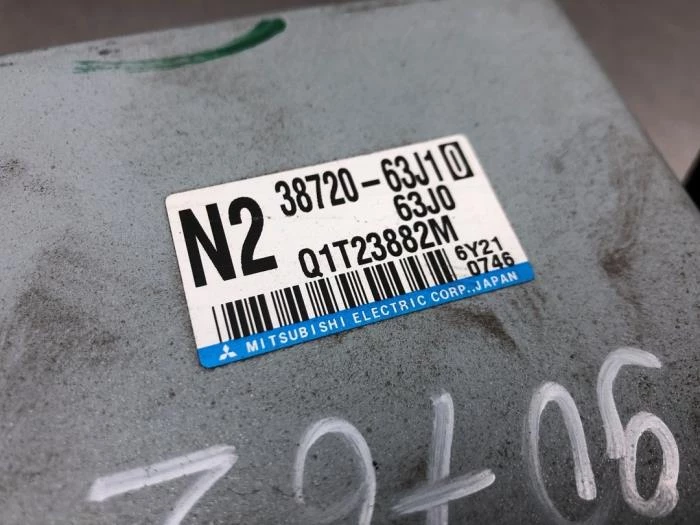 N2
38720-63J10
63J0
Q1T23882M
6Y21
0746
MITSUBISHI ELECTRIC CORP., JAPAN